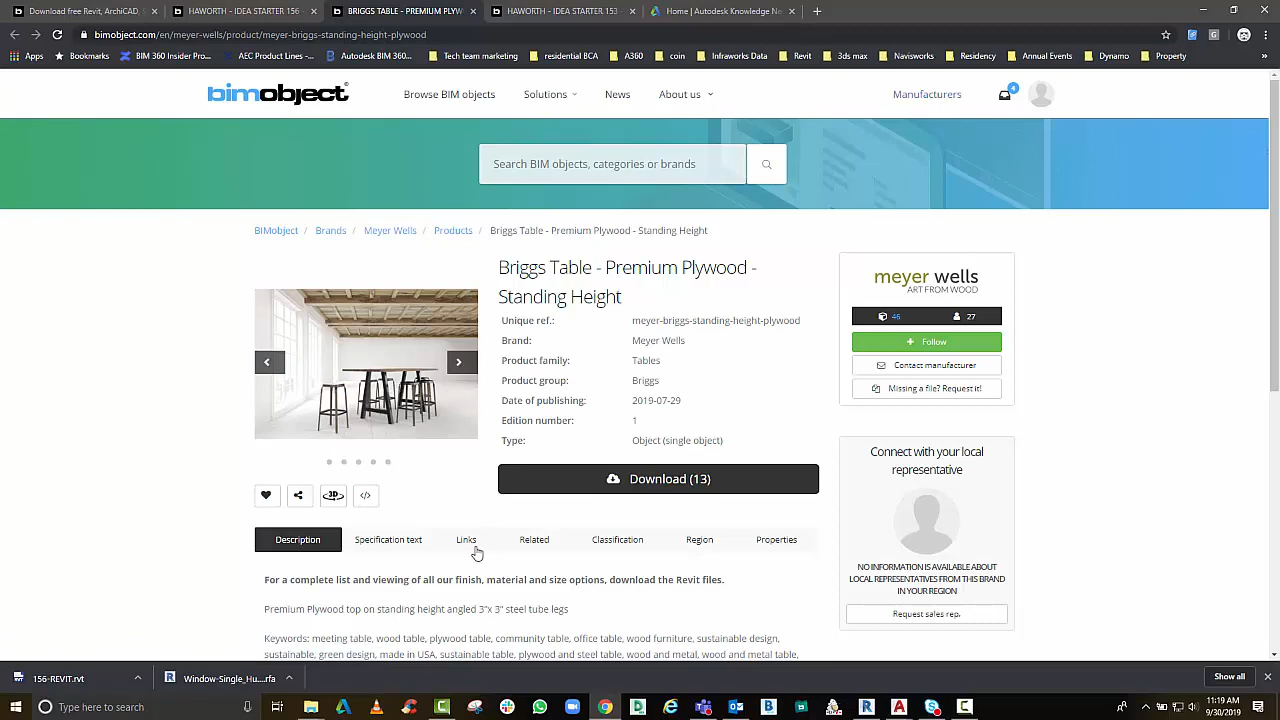 Download free Revit, ArchiCAD, S
HAWORTH - IDEA STARTER 156 -
BRIGGS TABLE - PREMIUM PLYW
HAWORTH - IDEA STARTER 153 -
Home | Autodesk Knowledge Ne
bimobject.com/en/meyer-wells/product/meyer-briggs-standing-height-plywood
Apps
Bookmarks
BIM 360 Insider Pro...
AEC Product Lines -...
Autodesk BIM 360...
Tech team marketing
residential BCA
A360
coin
Infraworks Data
Revit
3ds max
Navisworks
Residency
Annual Events
Dynamo
Property
bimobject
Browse BIM objects
Solutions
News
About us
Manufacturers
4
Search BIM objects, categories or brands
BIMobject / Brands / Meyer Wells / Products / Briggs Table - Premium Plywood - Standing Height
Briggs Table - Premium Plywood -
Standing Height
Unique ref.: meyer-briggs-standing-height-plywood
Brand: Meyer Wells
Product family: Tables
Product group: Briggs
Date of publishing: 2019-07-29
Edition number: 1
Type: Object (single object)
Download (13)
3D
</>
meyer wells
ART FROM WOOD
46 27
+ Follow
Contact manufacturer
Missing a file? Request it!
Connect with your local
representative
NO INFORMATION IS AVAILABLE ABOUT
LOCAL REPRESENTATIVES FROM THIS BRAND
IN YOUR REGION
Request sales rep.
Description
Specification text
Links
Related
Classification
Region
Properties
For a complete list and viewing of all our finish, material and size options, download the Revit files.
Premium Plywood top on standing height angled 3"x 3" steel tube legs
Keywords: meeting table, wood table, plywood table, community table, office table, wood furniture, sustainable design,
sustainable, green design, made in USA, sustainable table, plywood and steel table, wood and metal, wood and metal table,
156-REVIT.rvt
Window-Single_Hu....rfa
Show all
Type here to search
11:19 AM
9/30/2019